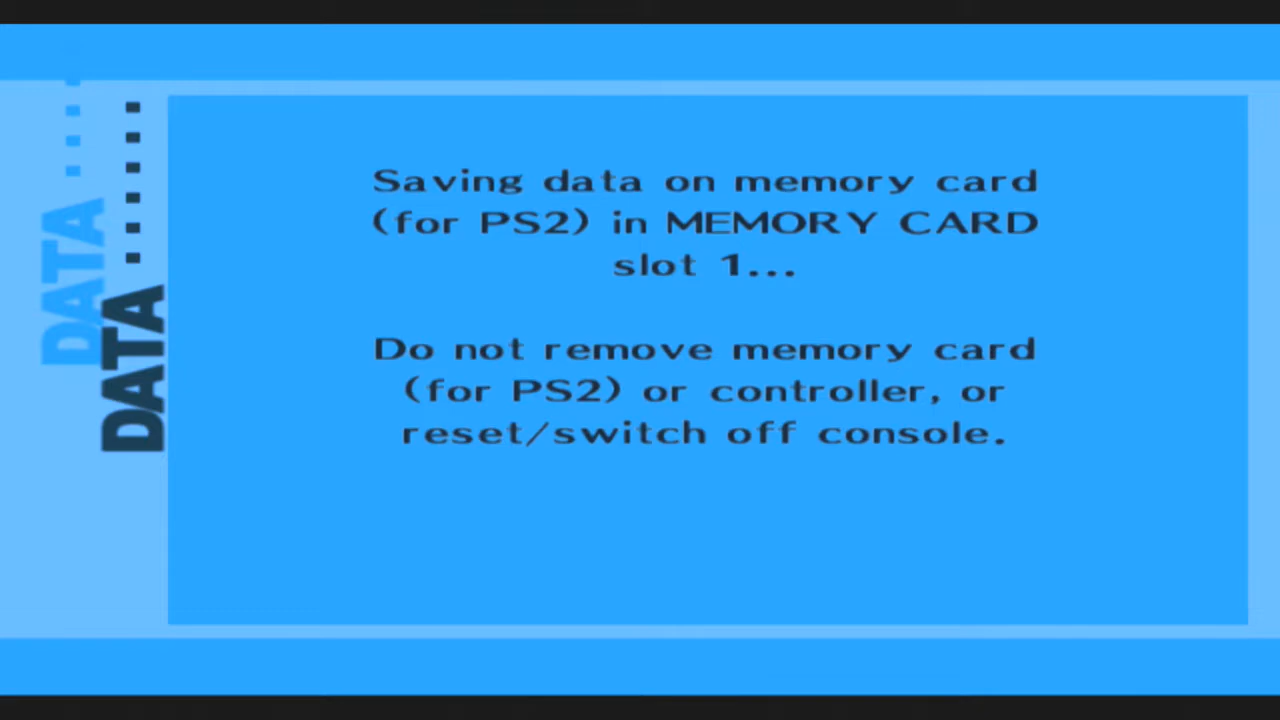 DATA ......
DATA ....
Saving data on memory card
(for PS2) in MEMORY CARD
slot 1...
Do not remove memory card
(for PS2) or controller, or
reset/switch off console.